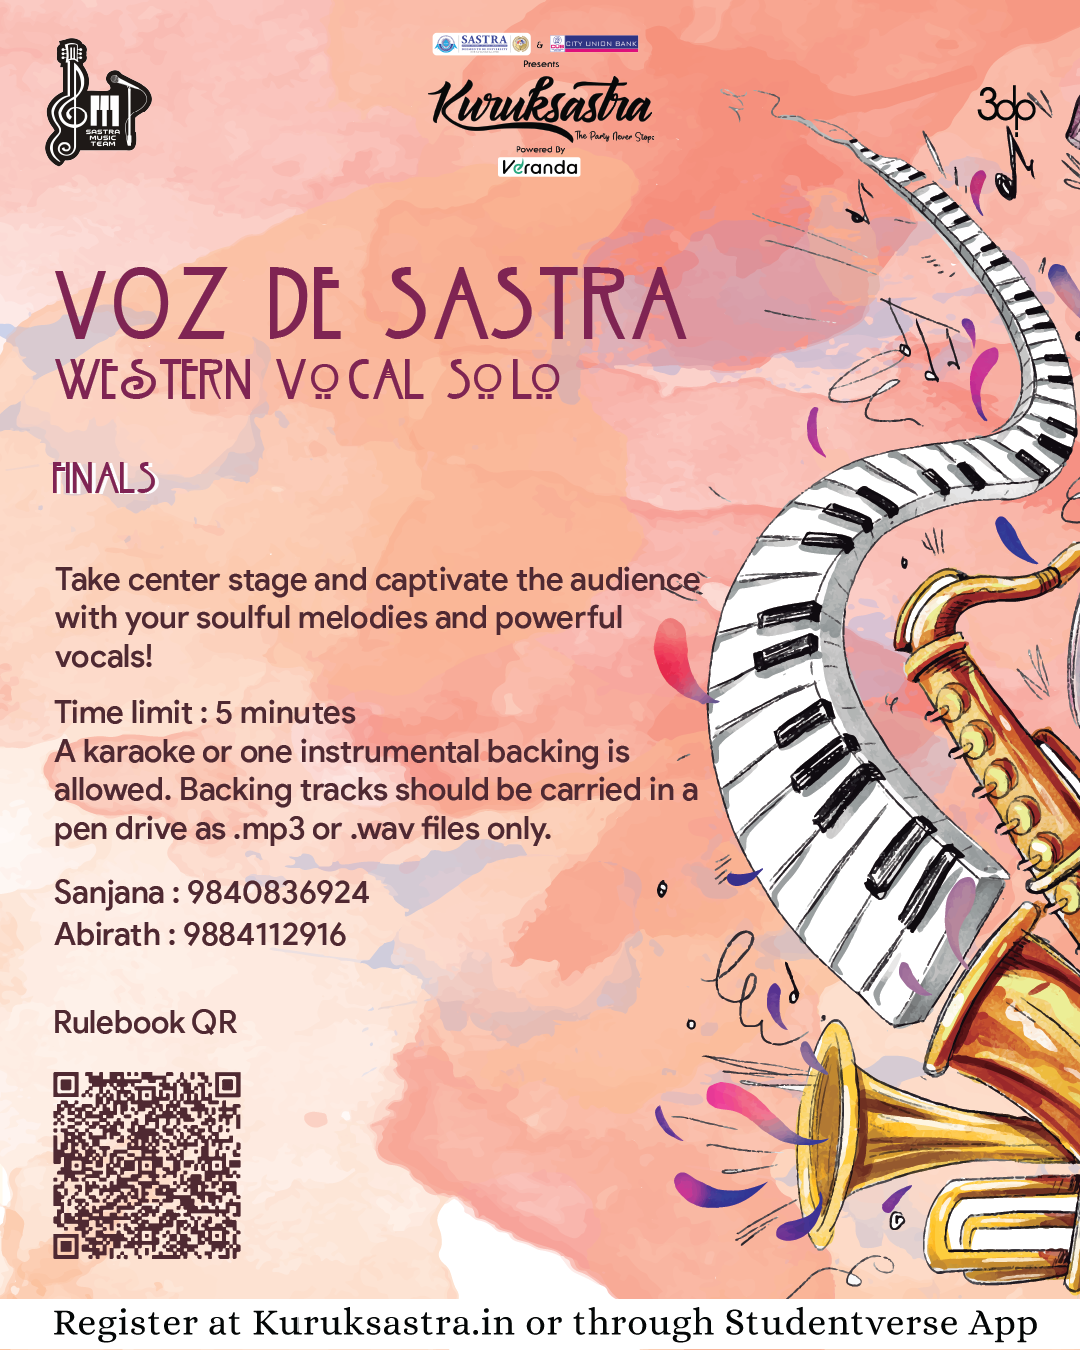 SASTRA
MUSIC
TEAM
SASTRA
&
CUB
CITY UNION BANK
Presents
Kuruksastra
The Party Never Stops
Powered By
Veranda
VOZ DE SASTRA
WESTERN VOCAL SOLO
FINALS
Take center stage and captivate the audience
with your soulful melodies and powerful
vocals!
Time limit : 5 minutes
A karaoke or one instrumental backing is
allowed. Backing tracks should be carried in a
pen drive as .mp3 or .wav files only.
Sanjana : 9840836924
Abirath : 9884112916
Rulebook QR
Register at Kuruksastra.in or through Studentverse App